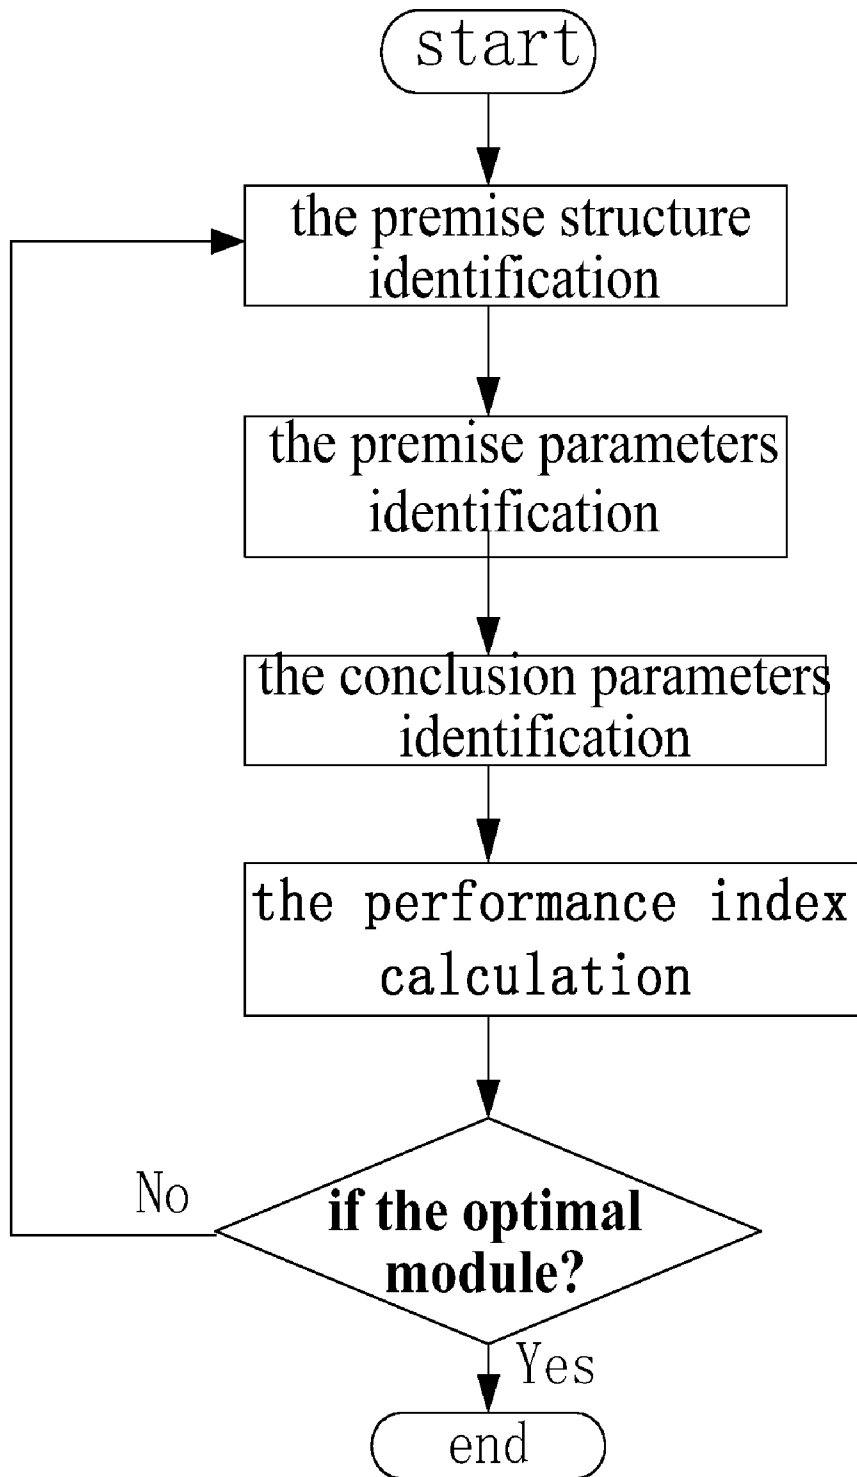 start
the premise structure
identification
the premise parameters
identification
the conclusion parameters
identification
the performance index
calculation
No
if the optimal
module?
Yes
end